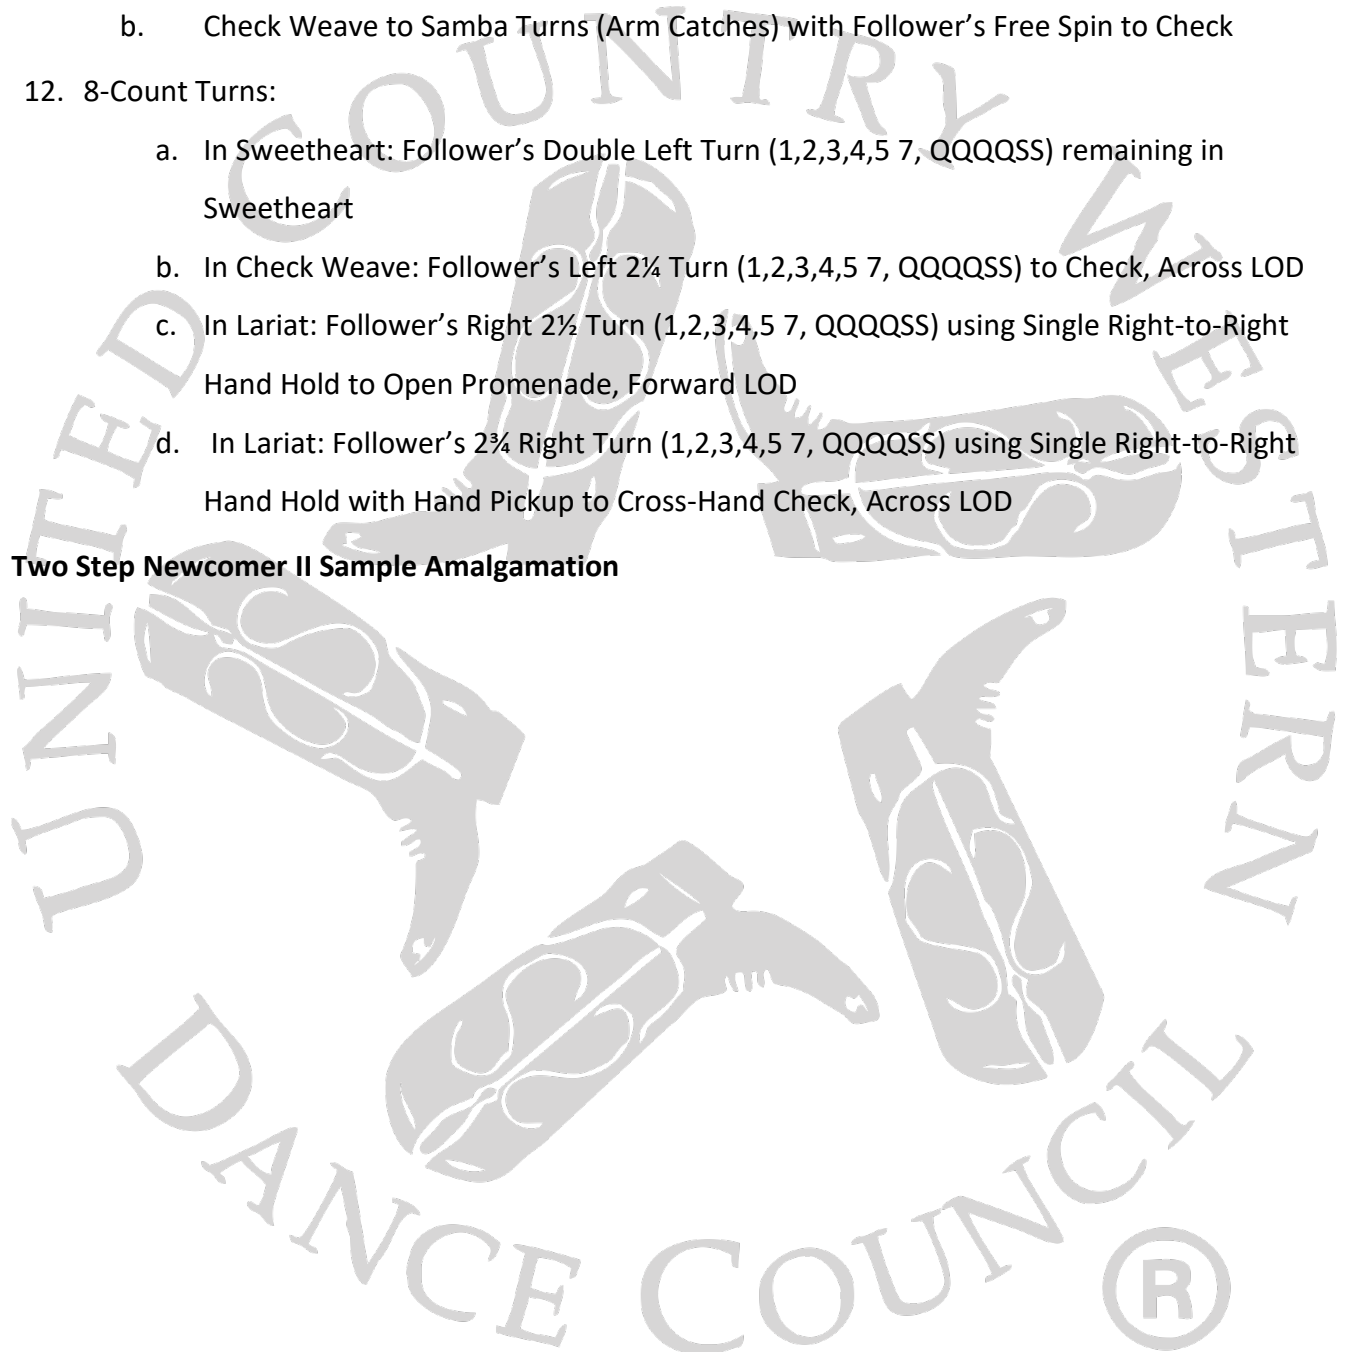 b. Check Weave to Samba Turns (Arm Catches) with Follower’s Free Spin to Check
12. 8-Count Turns:
a. In Sweetheart: Follower’s Double Left Turn (1,2,3,4,5 7, QQQQSS) remaining in
Sweetheart
b. In Check Weave: Follower’s Left 2¼ Turn (1,2,3,4,5 7, QQQQSS) to Check, Across LOD
c. In Lariat: Follower’s Right 2½ Turn (1,2,3,4,5 7, QQQQSS) using Single Right-to-Right
Hand Hold to Open Promenade, Forward LOD
d. In Lariat: Follower’s 2¾ Right Turn (1,2,3,4,5 7, QQQQSS) using Single Right-to-Right
Hand Hold with Hand Pickup to Cross-Hand Check, Across LOD
Two Step Newcomer II Sample Amalgamation
UNITED COUNTRY WESTERN
DANCE COUNCIL ®